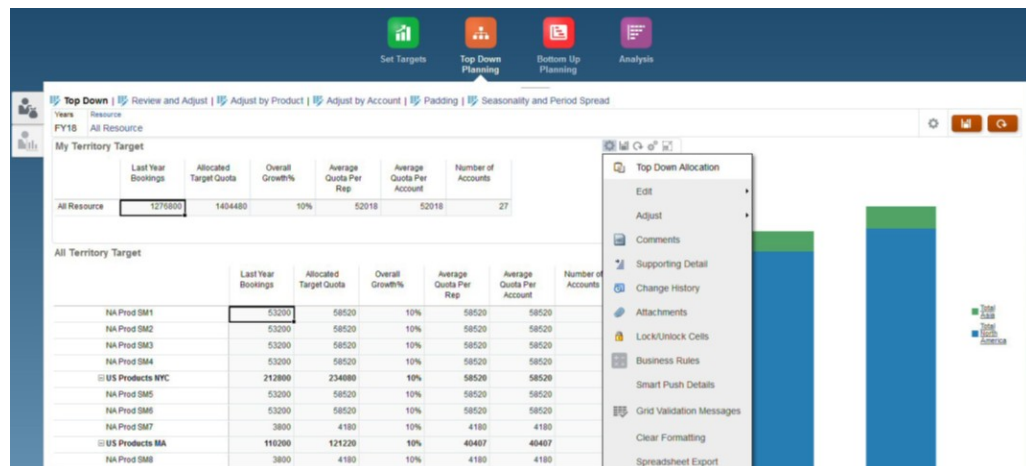 Set Targets
Top Down Planning
Bottom Up Planning
Analysis
Top Down | Review and Adjust | Adjust by Product | Adjust by Account | Padding | Seasonality and Period Spread
Years Resource
FY18 All Resource
My Territory Target
Last Year Bookings Allocated Target Quota Overall Growth% Average Quota Per Rep Average Quota Per Account Number of Accounts
All Resource 1276800 1404480 10% 52018 52018 27
All Territory Target
Last Year Bookings Allocated Target Quota Overall Growth% Average Quota Per Rep Average Quota Per Account Number of Accounts
NA Prod SM1 53200 58520 10% 58520 58520
NA Prod SM2 53200 58520 10% 58520 58520
NA Prod SM3 53200 58520 10% 58520 58520
NA Prod SM4 53200 58520 10% 58520 58520
US Products NYC 212800 234080 10% 58520 58520
NA Prod SM5 53200 58520 10% 58520 58520
NA Prod SM6 53200 58520 10% 58520 58520
NA Prod SM7 3800 4180 10% 4180 4180
US Products MA 110200 121220 10% 40407 40407
NA Prod SM8 3800 4180 10% 4180 4180
Top Down Allocation
Edit
Adjust
Comments
Supporting Detail
Change History
Attachments
Lock/Unlock Cells
Business Rules
Smart Push Details
Grid Validation Messages
Clear Formatting
Spreadsheet Export
Total Asia
Total North America